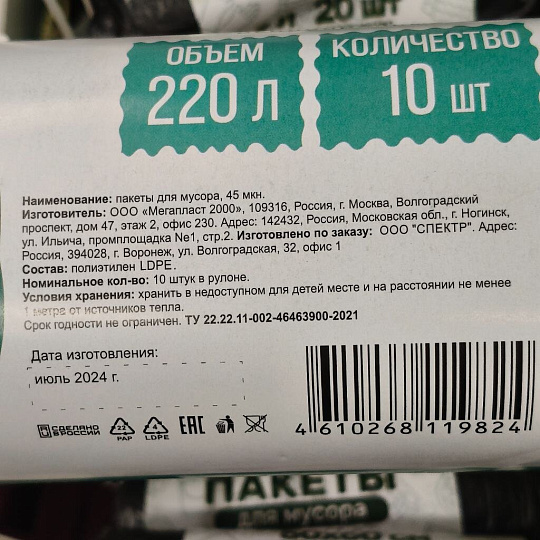 20 шт
ОБЪЕМ
220 л
КОЛИЧЕСТВО
10 шт
Наименование: пакеты для мусора, 45 мкн.
Изготовитель: ООО «Мегапласт 2000», 109316, Россия, г. Москва, Волгоградский
проспект, дом 47, этаж 2, офис 230. Адрес: 142432, Россия, Московская обл., г. Ногинск,
ул. Ильича, промплощадка №1, стр.2. Изготовлено по заказу: ООО "СПЕКТР". Адрес:
Россия, 394028, г. Воронеж, ул. Волгоградская, 32, офис 1
Состав: полиэтилен LDPE.
Номинальное кол-во: 10 штук в рулоне.
Условия хранения: хранить в недоступном для детей месте и на расстоянии не менее
1 метра от источников тепла.
Срок годности не ограничен. ТУ 22.22.11-002-46463900-2021
Дата изготовления:
июль 2024 г.
СДЕЛАНО
В РОССИИ
22
PAP
4
LDPE
EAC
4 610268 119824
ПАКЕТЫ
для мусора